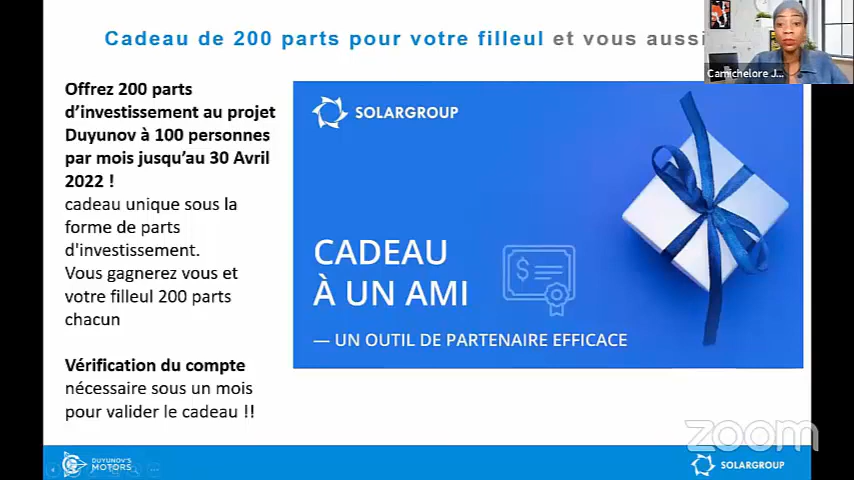 Cadeau de 200 parts pour votre filleul et vous aussi
Camichelore J...
Offrez 200 parts
d’investissement au projet
Duyunov à 100 personnes
par mois jusqu’au 30 Avril
2022 !
cadeau unique sous la
forme de parts
d'investissement.
Vous gagnerez vous et
votre filleul 200 parts
chacun
Vérification du compte
nécessaire sous un mois
pour valider le cadeau !!
SOLARGROUP
CADEAU
À UN AMI
$
— UN OUTIL DE PARTENAIRE EFFICACE
zoom
DUYUNOV'S
MOTORS
SOLARGROUP